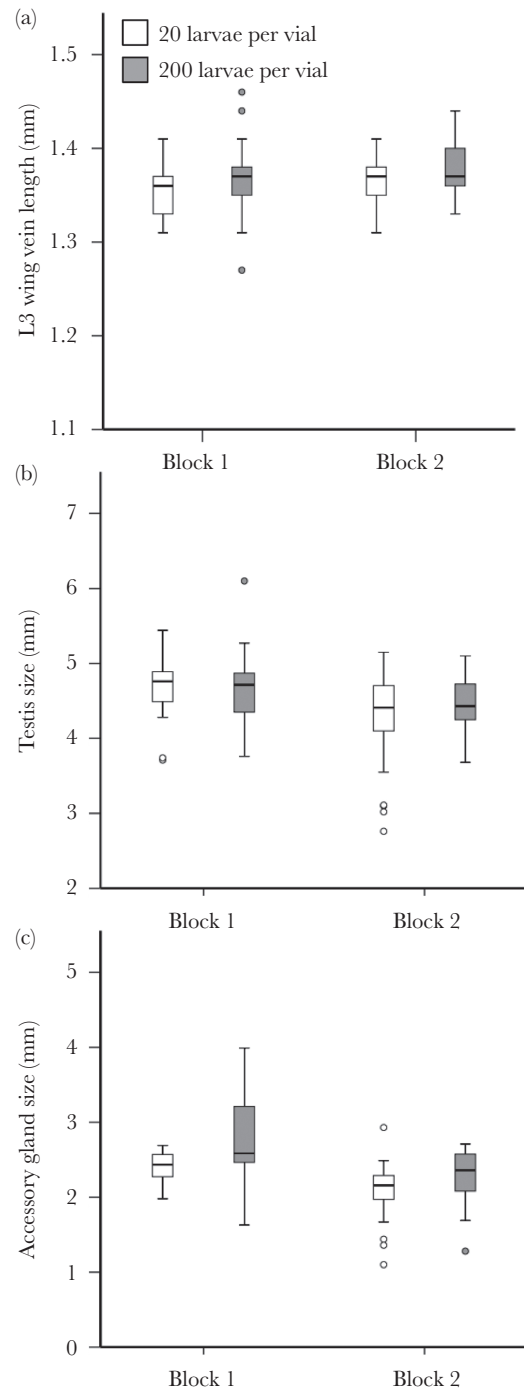 (a)
20 larvae per vial
200 larvae per vial
L3 wing vein length (mm)
1.5
1.4
1.3
1.2
1.1
Block 1 Block 2
(b)
Testis size (mm)
7
6
5
4
3
2
Block 1 Block 2
(c)
Accessory gland size (mm)
5
4
3
2
1
0
Block 1 Block 2